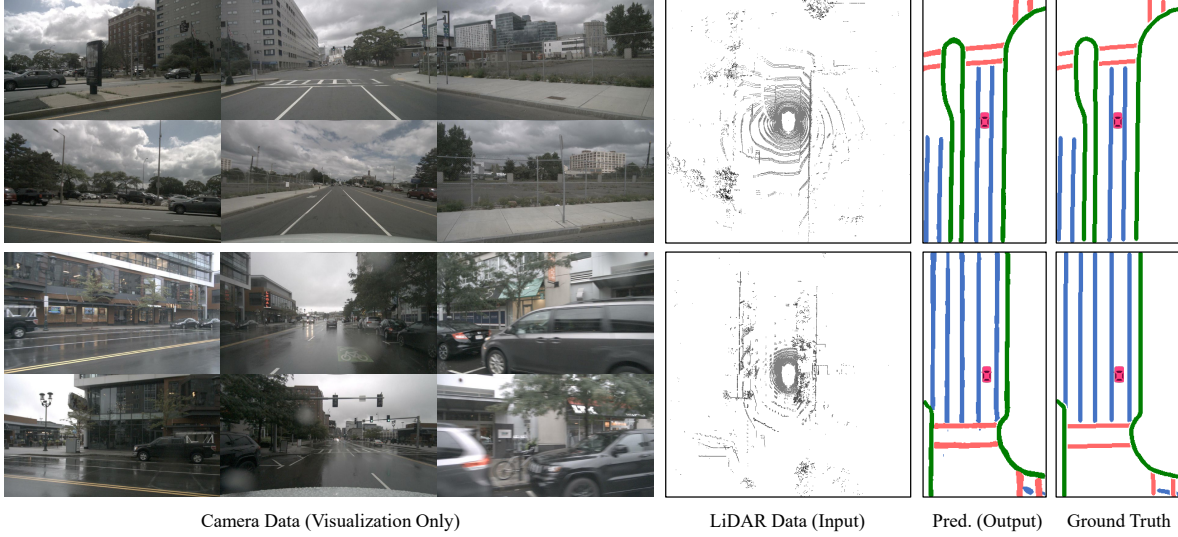 Camera Data (Visualization Only)
LiDAR Data (Input)
Pred. (Output)
Ground Truth